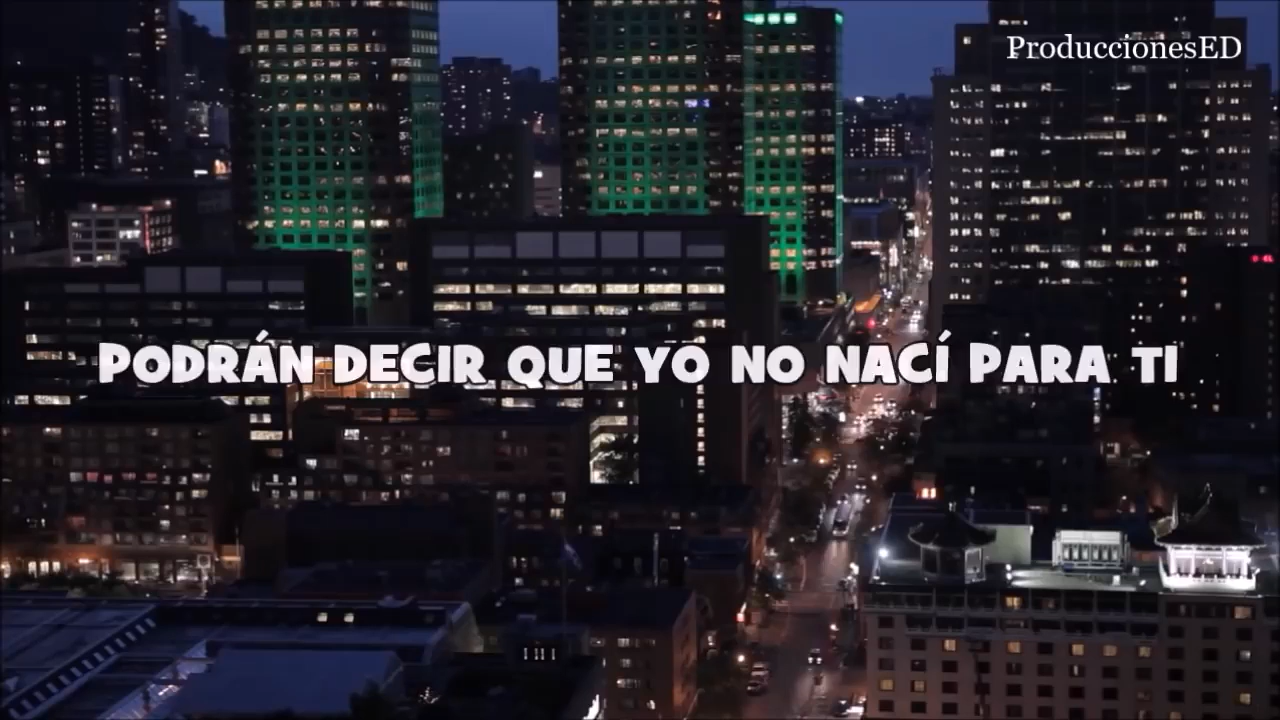 ProduccionesED
PODRÁN DECIR QUE YO NO NACÍ PARA TI